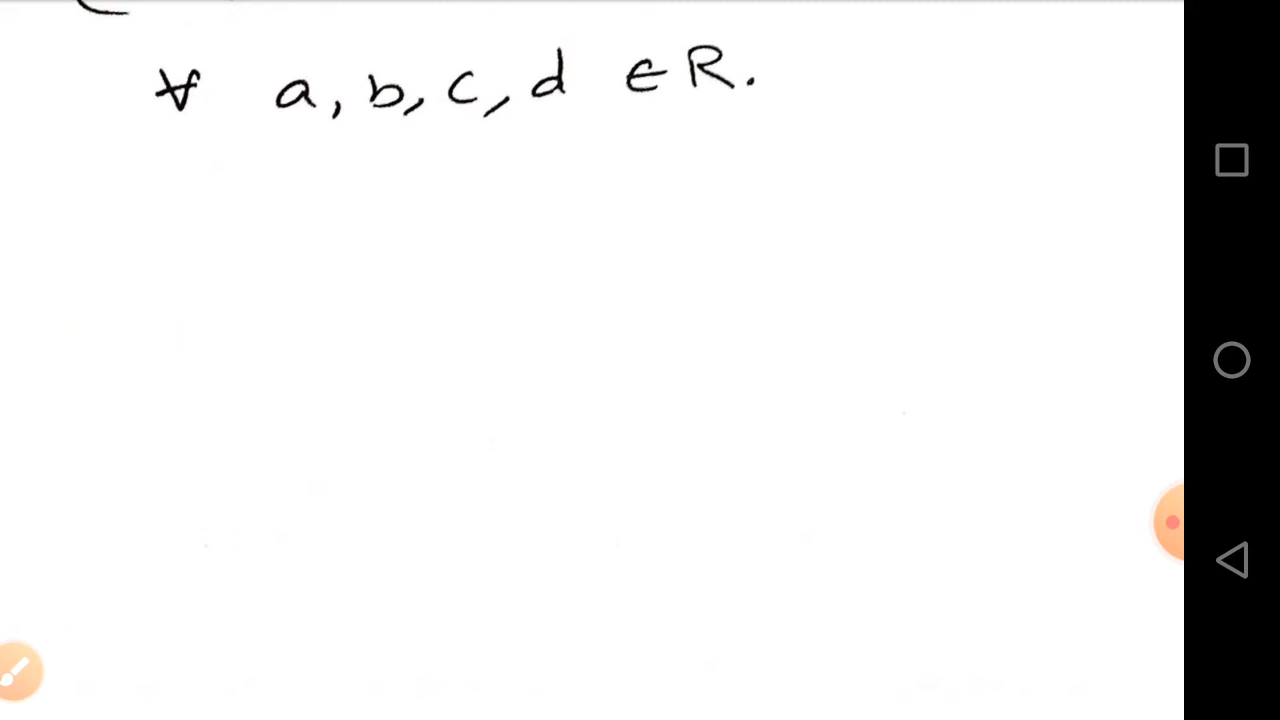 ∀ a, b, c, d ∈ R.